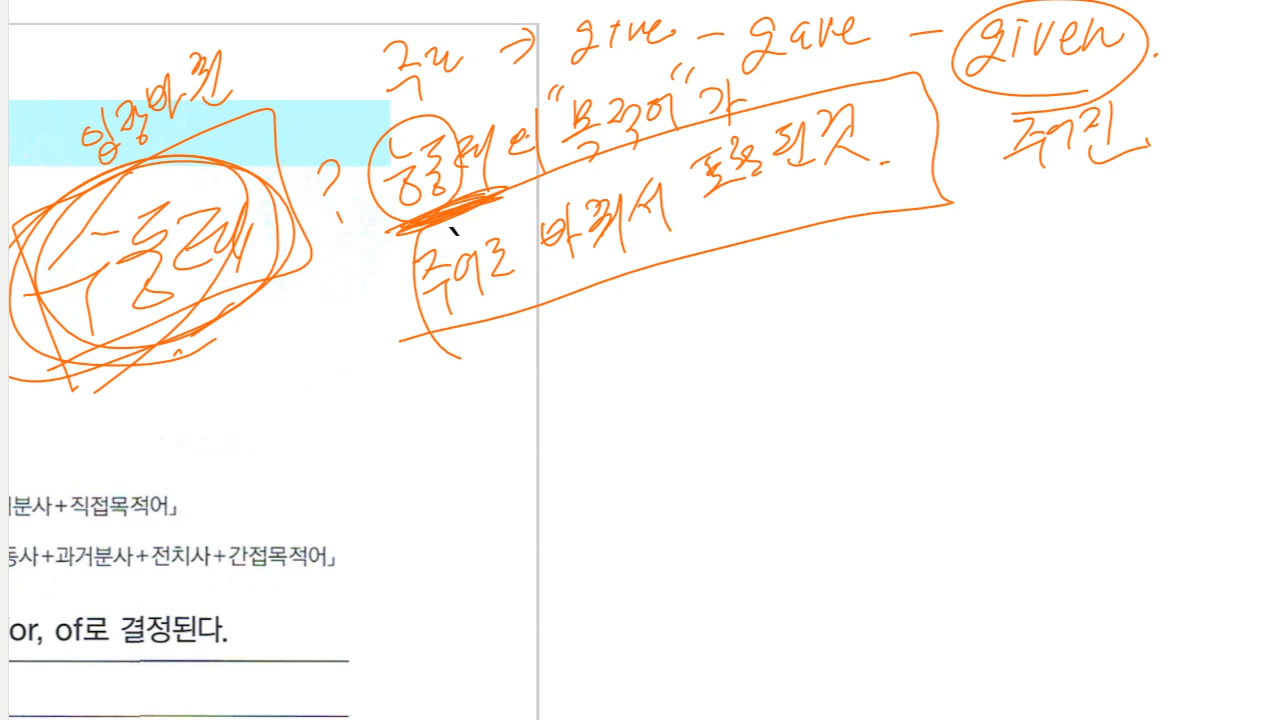 주다 → give - gave - given.
주어진
입장바뀐
수동태 ? 능동태의 "목적어"가
주어로 바뀌서 표현된것.
분사+직접목적어」
동사+과거분사+전치사+간접목적어」
or, of로 결정된다.